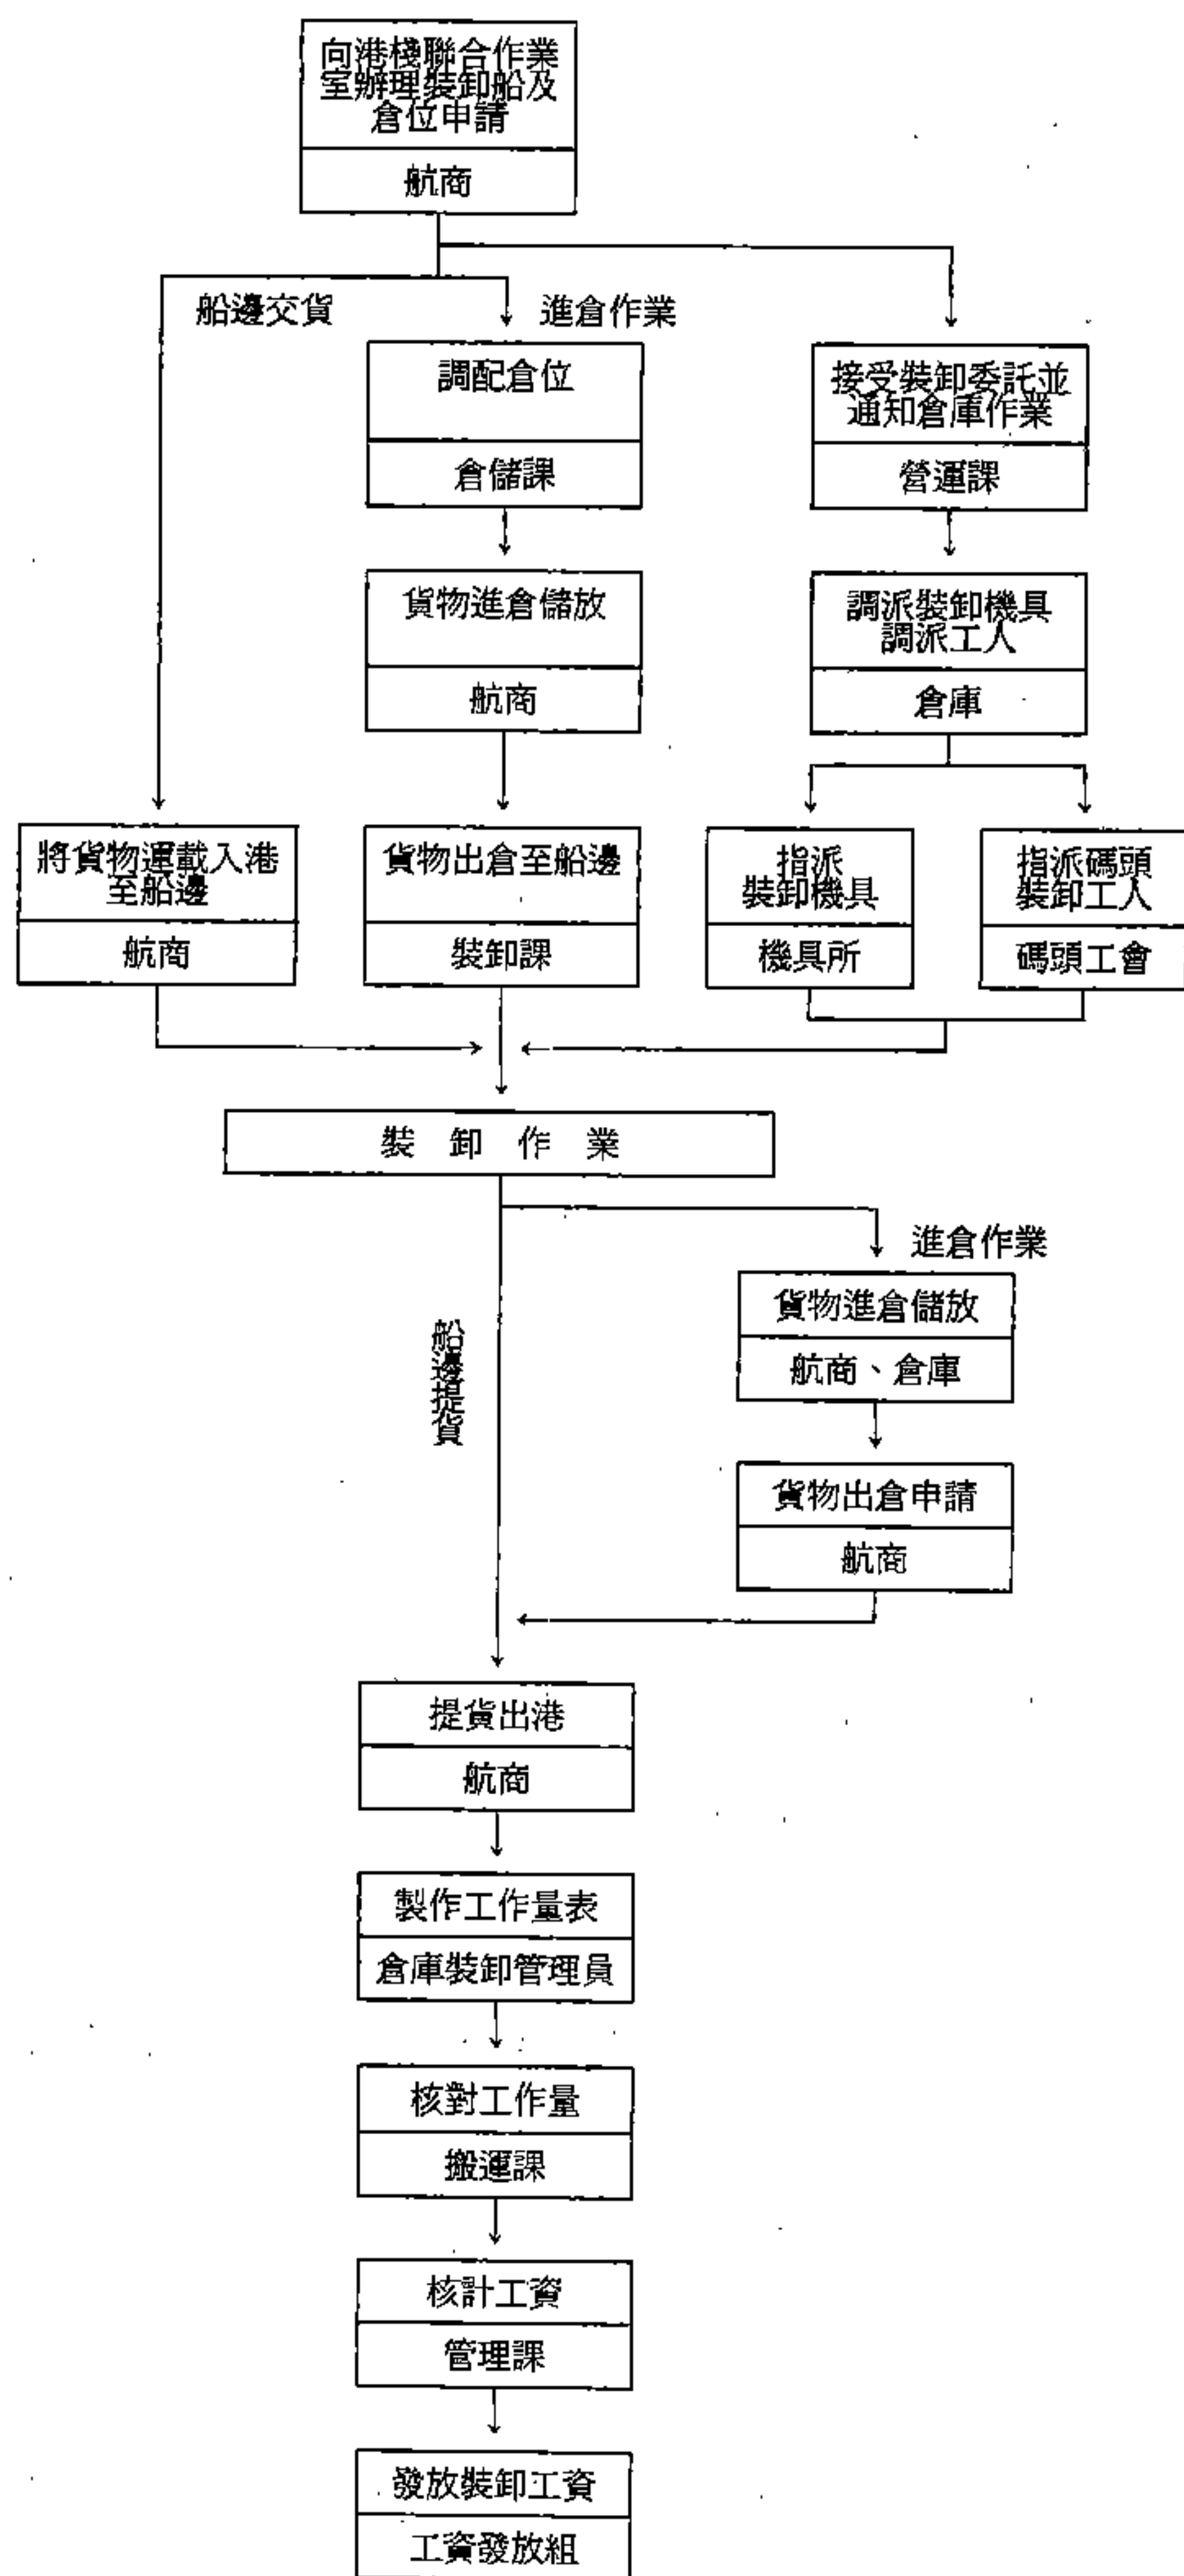 向港棧聯合作業
室辦理裝卸船及
倉位申請
航商
船邊交貨
進倉作業
調配倉位
倉儲課
接受裝卸委託並
通知倉庫作業
營運課
貨物進倉儲放
航商
調派裝卸機具
調派工人
倉庫
將貨物運載入港
至船邊
航商
貨物出倉至船邊
裝卸課
指派
裝卸機具
機具所
指派碼頭
裝卸工人
碼頭工會
裝卸作業
進倉作業
船邊提貨
貨物進倉儲放
航商、倉庫
貨物出倉申請
航商
提貨出港
航商
製作工作量表
倉庫裝卸管理員
核對工作量
搬運課
核計工資
管理課
發放裝卸工資
工資發放組